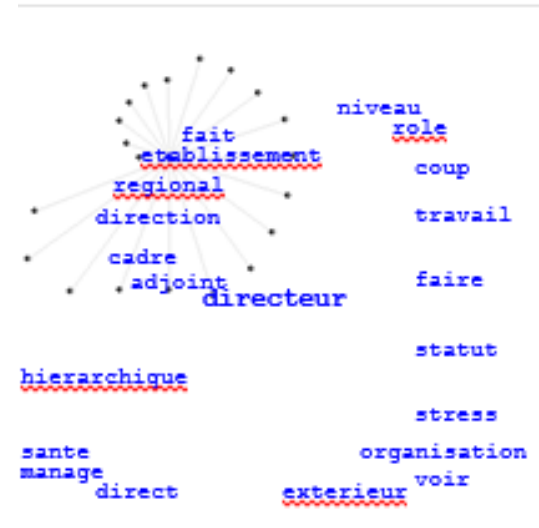 niveau
fait
role
etablissement
coup
regional
direction
travail
cadre
adjoint
faire
directeur
statut
hierarchique
stress
sante
organisation
manage
voir
direct
exterieur